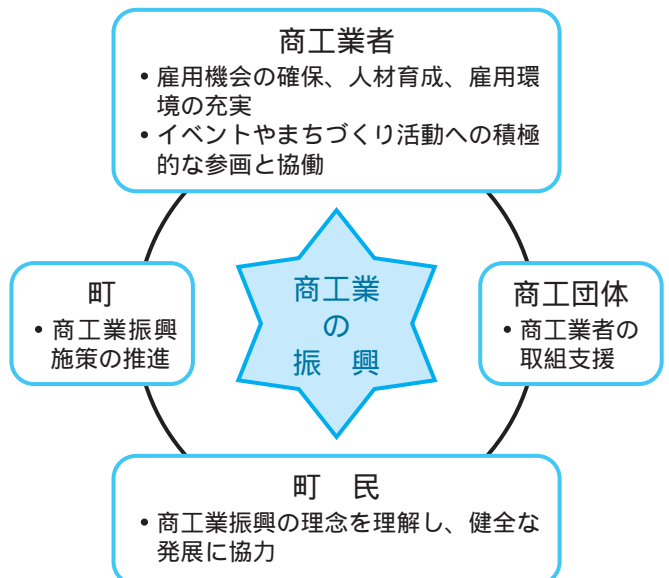 商工業者
• 雇用機会の確保、人材育成、雇用環
境の充実
• イベントやまちづくり活動への積極
的な参画と協働
町
• 商工業振興
施策の推進
商工業
の
振　興
商工団体
• 商工業者の
取組支援
町　民
• 商工業振興の理念を理解し、健全な
発展に協力